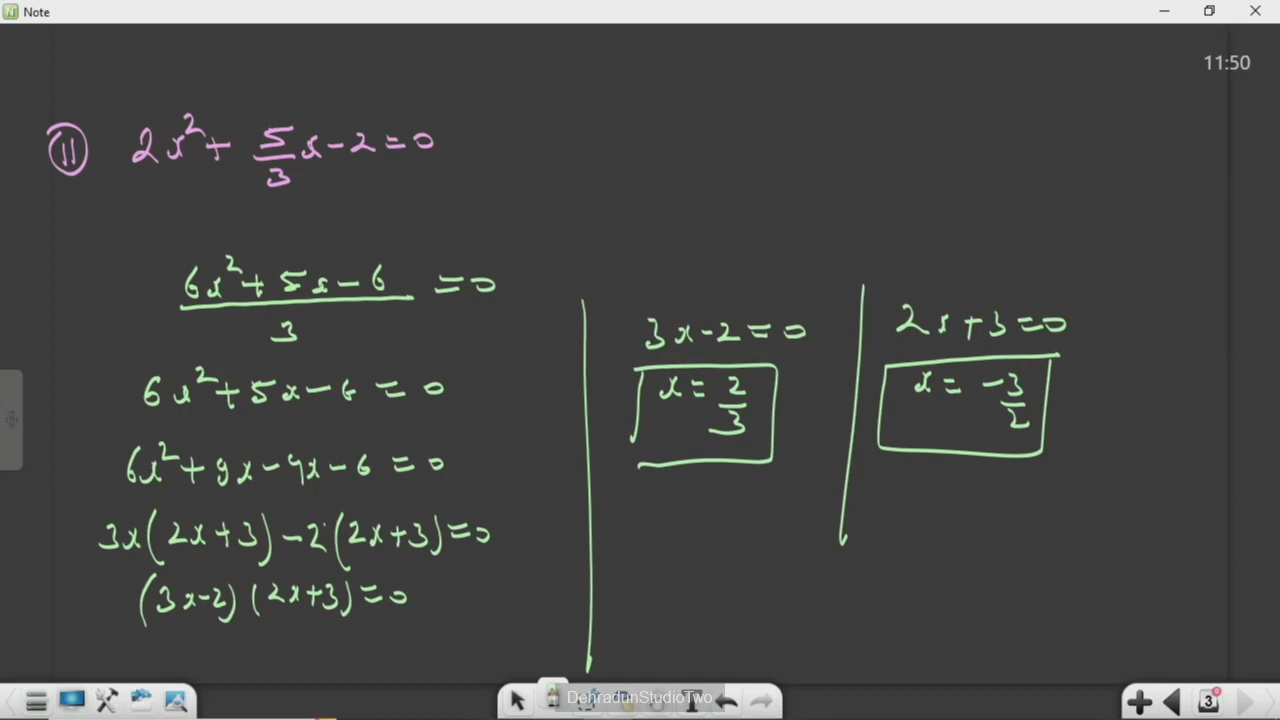 Note
11:50
⑪ 2x² + 5/3 x - 2 = 0
6x² + 5x - 6 / 3 = 0
6x² + 5x - 6 = 0
6x² + 9x - 4x - 6 = 0
3x(2x+3) - 2(2x+3) = 0
(3x-2)(2x+3) = 0
3x - 2 = 0
x = 2/3
2x + 3 = 0
x = -3/2
DehradunStudioTwo
3